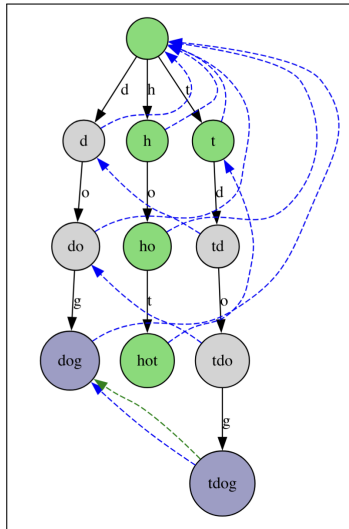 d h t
d h t
o o d
do ho td
g t o
dog hot tdo
g
tdog